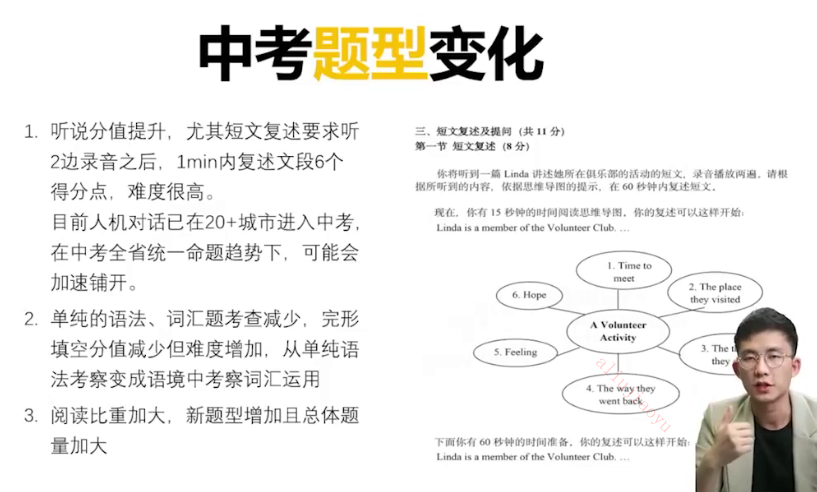 中考题型变化
1. 听说分值提升，尤其短文复述要求听
2边录音之后，1min内复述文段6个
得分点，难度很高。
目前人机对话已在20+城市进入中考，
在中考全省统一命题趋势下，可能会
加速铺开。
2. 单纯的语法、词汇题考查减少，完形
填空分值减少但难度增加，从单纯语
法考察变成语境中考察词汇运用
3. 阅读比重加大，新题型增加且总体题
量加大
三、短文复述及提问（共 11 分）
第一节 短文复述（8 分）
你将听到一篇 Linda 讲述她所在俱乐部的活动的短文，录音播放两遍。请根
据所听到的内容，依据思维导图的提示，在 60 秒钟内复述短文。
现在，你有 15 秒钟的时间阅读思维导图，你的复述可以这样开始：
Linda is a member of the Volunteer Club. …
1. Time to
meet
2. The place
they visited
3. The
they
4. The way they
went back
5. Feeling
6. Hope
A Volunteer
Activity
下面你有 60 秒钟的时间准备，你的复述可以这样开始：
Linda is a member of the Volunteer Club. …